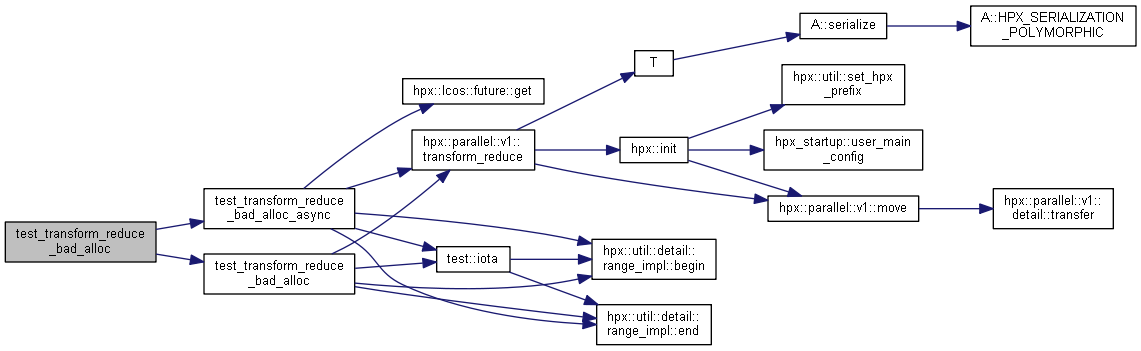 test_transform_reduce
_bad_alloc
test_transform_reduce
_bad_alloc_async
test_transform_reduce
_bad_alloc
hpx::lcos::future::get
hpx::parallel::v1::
transform_reduce
test::iota
T
hpx::init
hpx::util::detail::
range_impl::begin
hpx::util::detail::
range_impl::end
A::serialize
hpx::util::set_hpx
_prefix
hpx_startup::user_main
_config
hpx::parallel::v1::move
A::HPX_SERIALIZATION
_POLYMORPHIC
hpx::parallel::v1::
detail::transfer